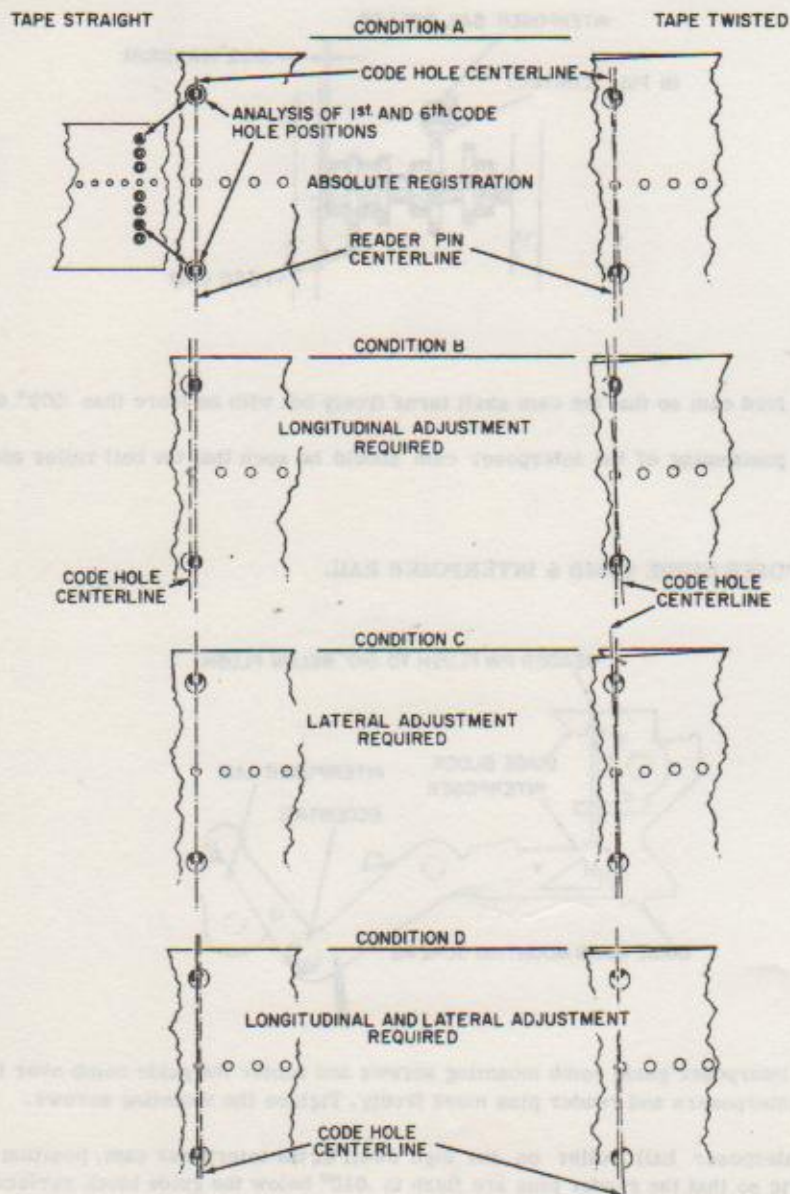 TAPE STRAIGHT
TAPE TWISTED
CONDITION A
CODE HOLE CENTERLINE
ANALYSIS OF 1st AND 6th CODE
HOLE POSITIONS
ABSOLUTE REGISTRATION
READER PIN
CENTERLINE
CONDITION B
LONGITUDINAL ADJUSTMENT
REQUIRED
CODE HOLE
CENTERLINE
CODE HOLE
CENTERLINE
CONDITION C
LATERAL ADJUSTMENT
REQUIRED
CONDITION D
LONGITUDINAL AND LATERAL ADJUSTMENT
REQUIRED
CODE HOLE
CENTERLINE